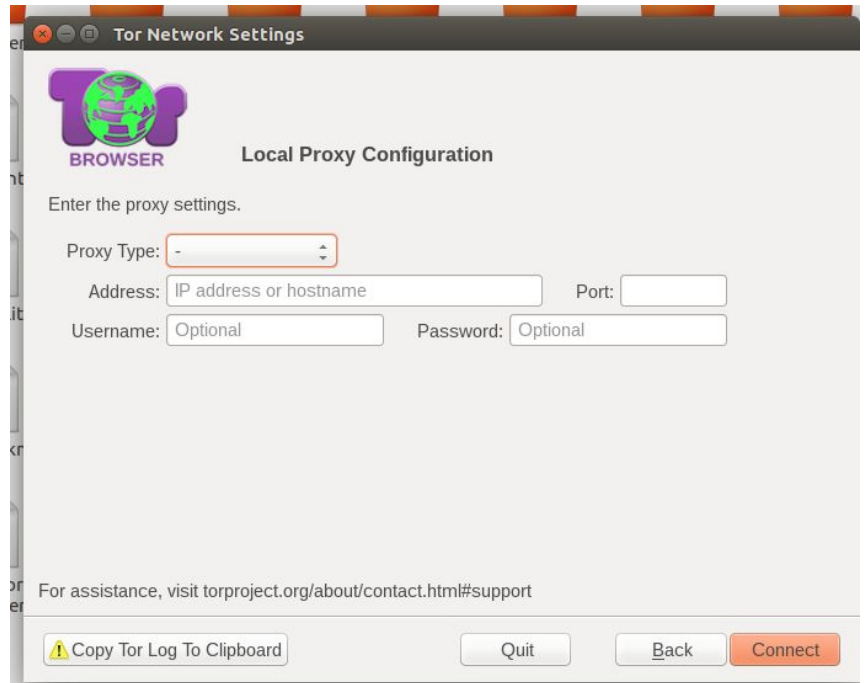 Tor Network Settings
Tor
BROWSER
Local Proxy Configuration
Enter the proxy settings.
Proxy Type: -
Address: IP address or hostname Port:
Username: Optional Password: Optional
For assistance, visit torproject.org/about/contact.html#support
Copy Tor Log To Clipboard Quit Back Connect